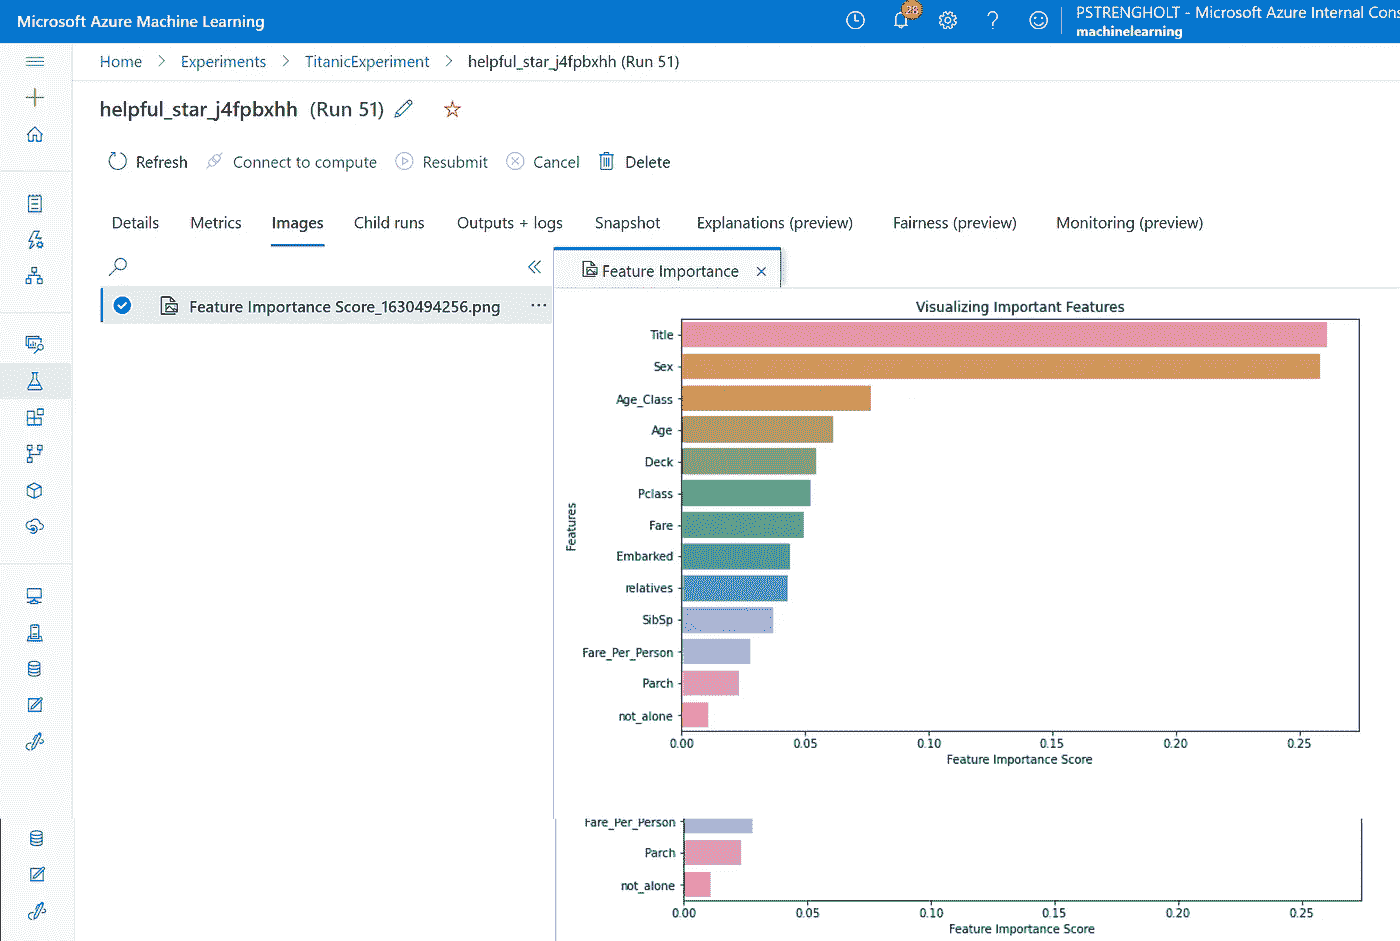 Microsoft Azure Machine Learning
28
PSTRENGHOLT - Microsoft Azure Internal Cons
machinelearning
Home > Experiments > TitanicExperiment > helpful_star_j4fpbxhh (Run 51)
helpful_star_j4fpbxhh (Run 51)
Refresh Connect to compute Resubmit Cancel Delete
Details Metrics Images Child runs Outputs + logs Snapshot Explanations (preview) Fairness (preview) Monitoring (preview)
Feature Importance
Feature Importance Score_1630494256.png
Visualizing Important Features
Title
Sex
Age_Class
Age
Deck
Pclass
Fare
Embarked
relatives
SibSp
Fare_Per_Person
Parch
not_alone
Features
0.00 0.05 0.10 0.15 0.20 0.25
Feature Importance Score
Fare_Per_Person
Parch
not_alone
0.00 0.05 0.10 0.15 0.20 0.25
Feature Importance Score